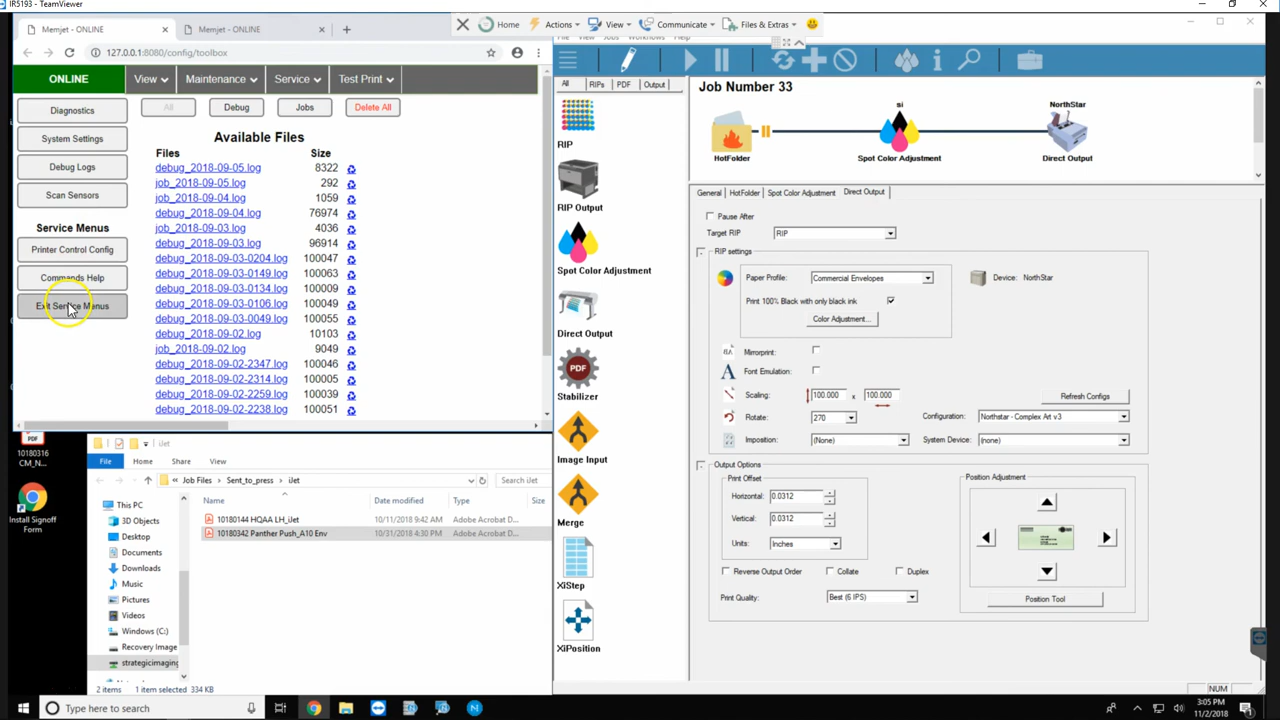 IR5193 - TeamViewer
Memjet - ONLINE
Memjet - ONLINE
Home
Actions
View
Communicate
Files & Extras
127.0.0.1:8080/config/toolbox
File View Jobs Workflows Help
ONLINE
View
Maintenance
Service
Test Print
All
RIPs
PDF
Output
Job Number 33
Diagnostics
System Settings
Debug Logs
Scan Sensors
Service Menus
Printer Control Config
Commands Help
Exit Service Menus
All
Debug
Jobs
Delete All
Available Files
Files Size
debug_2018-09-05.log 8322
job_2018-09-05.log 292
job_2018-09-04.log 1059
debug_2018-09-04.log 76974
job_2018-09-03.log 4036
debug_2018-09-03.log 96914
debug_2018-09-03-0204.log 100047
debug_2018-09-03-0149.log 100063
debug_2018-09-03-0134.log 100009
debug_2018-09-03-0106.log 100049
debug_2018-09-03-0049.log 100055
debug_2018-09-02.log 10103
job_2018-09-02.log 9049
debug_2018-09-02-2347.log 100046
debug_2018-09-02-2314.log 100005
debug_2018-09-02-2259.log 100039
debug_2018-09-02-2238.log 100051
RIP
RIP Output
Spot Color Adjustment
Direct Output
PDF
Stabilizer
Image Input
Merge
XiStep
XiPosition
si
NorthStar
HotFolder
Spot Color Adjustment
Direct Output
General
HotFolder
Spot Color Adjustment
Direct Output
Pause After
Target RIP
RIP
RIP settings
Paper Profile:
Commercial Envelopes
Device: NorthStar
Print 100% Black with only black ink
Color Adjustment...
Mirrorprint:
Font Emulation:
Scaling:
100.000 x 100.000
Refresh Configs
Rotate:
270
Configuration:
Northstar - Complex Art v3
Imposition:
(None)
System Device:
(none)
Output Options
Print Offset
Position Adjustment
Horizontal:
0.0312
Vertical:
0.0312
Units:
Inches
Reverse Output Order
Collate
Duplex
Print Quality:
Best (6 IPS)
Position Tool
PDF
10180316
CM_N...
Install Signoff
Form
iJet
File
Home
Share
View
Job Files
Sent_to_press
iJet
Search iJet
This PC
3D Objects
Desktop
Documents
Downloads
Music
Pictures
Videos
Windows (C:)
Recovery Image
strategicimaging
Name Date modified Type Size
10180144 HQAA LH_iJet 10/11/2018 9:42 AM Adobe Acrobat D...
10180342 Panther Push_A10 Env 10/31/2018 4:30 PM Adobe Acrobat D...
2 items 1 item selected 334 KB
NUM
Type here to search
3:05 PM
11/2/2018